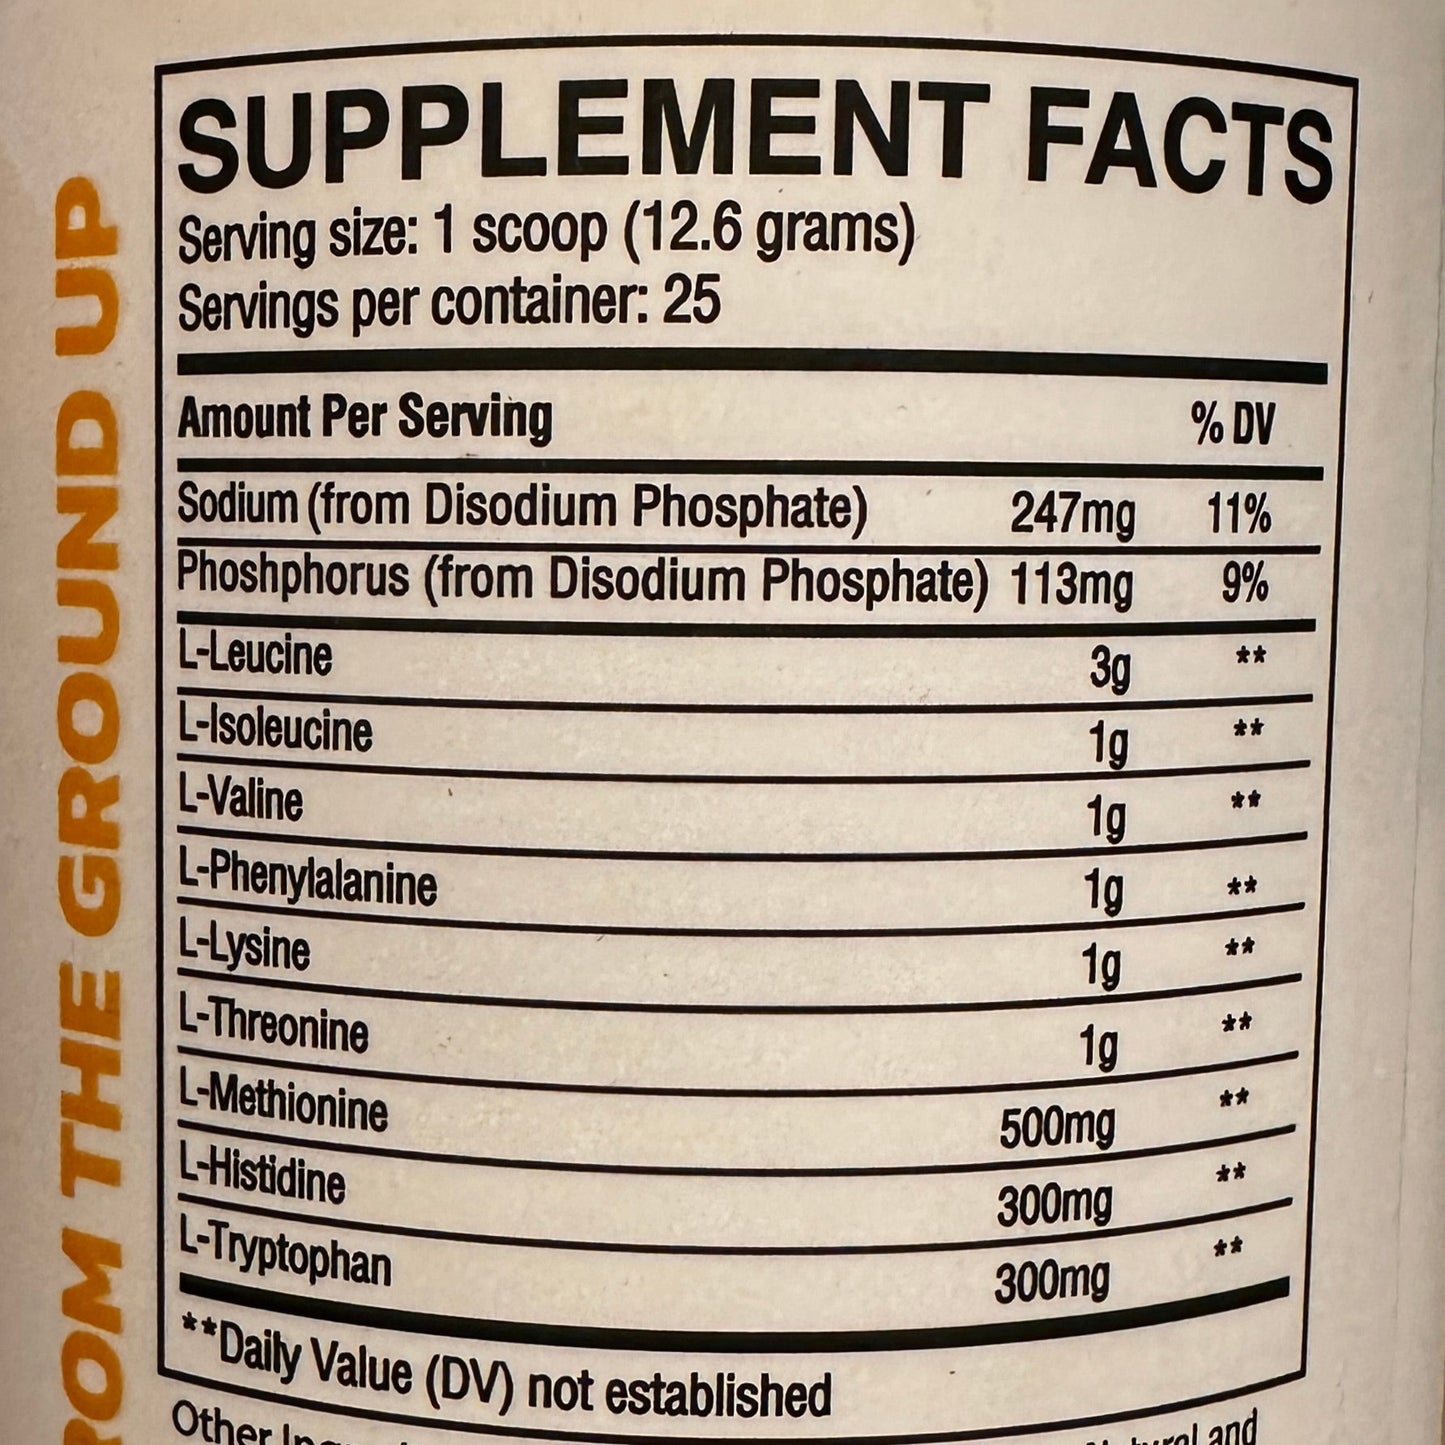 SUPPLEMENT FACTS
Serving size: 1 scoop (12.6 grams)
Servings per container: 25
Amount Per Serving % DV
Sodium (from Disodium Phosphate) 247mg 11%
Phoshphorus (from Disodium Phosphate) 113mg 9%
L-Leucine 3g **
L-Isoleucine 1g **
L-Valine 1g **
L-Phenylalanine 1g **
L-Lysine 1g **
L-Threonine 1g **
L-Methionine 500mg **
L-Histidine 300mg **
L-Tryptophan 300mg **
**Daily Value (DV) not established
Other and
THE GROUND UP